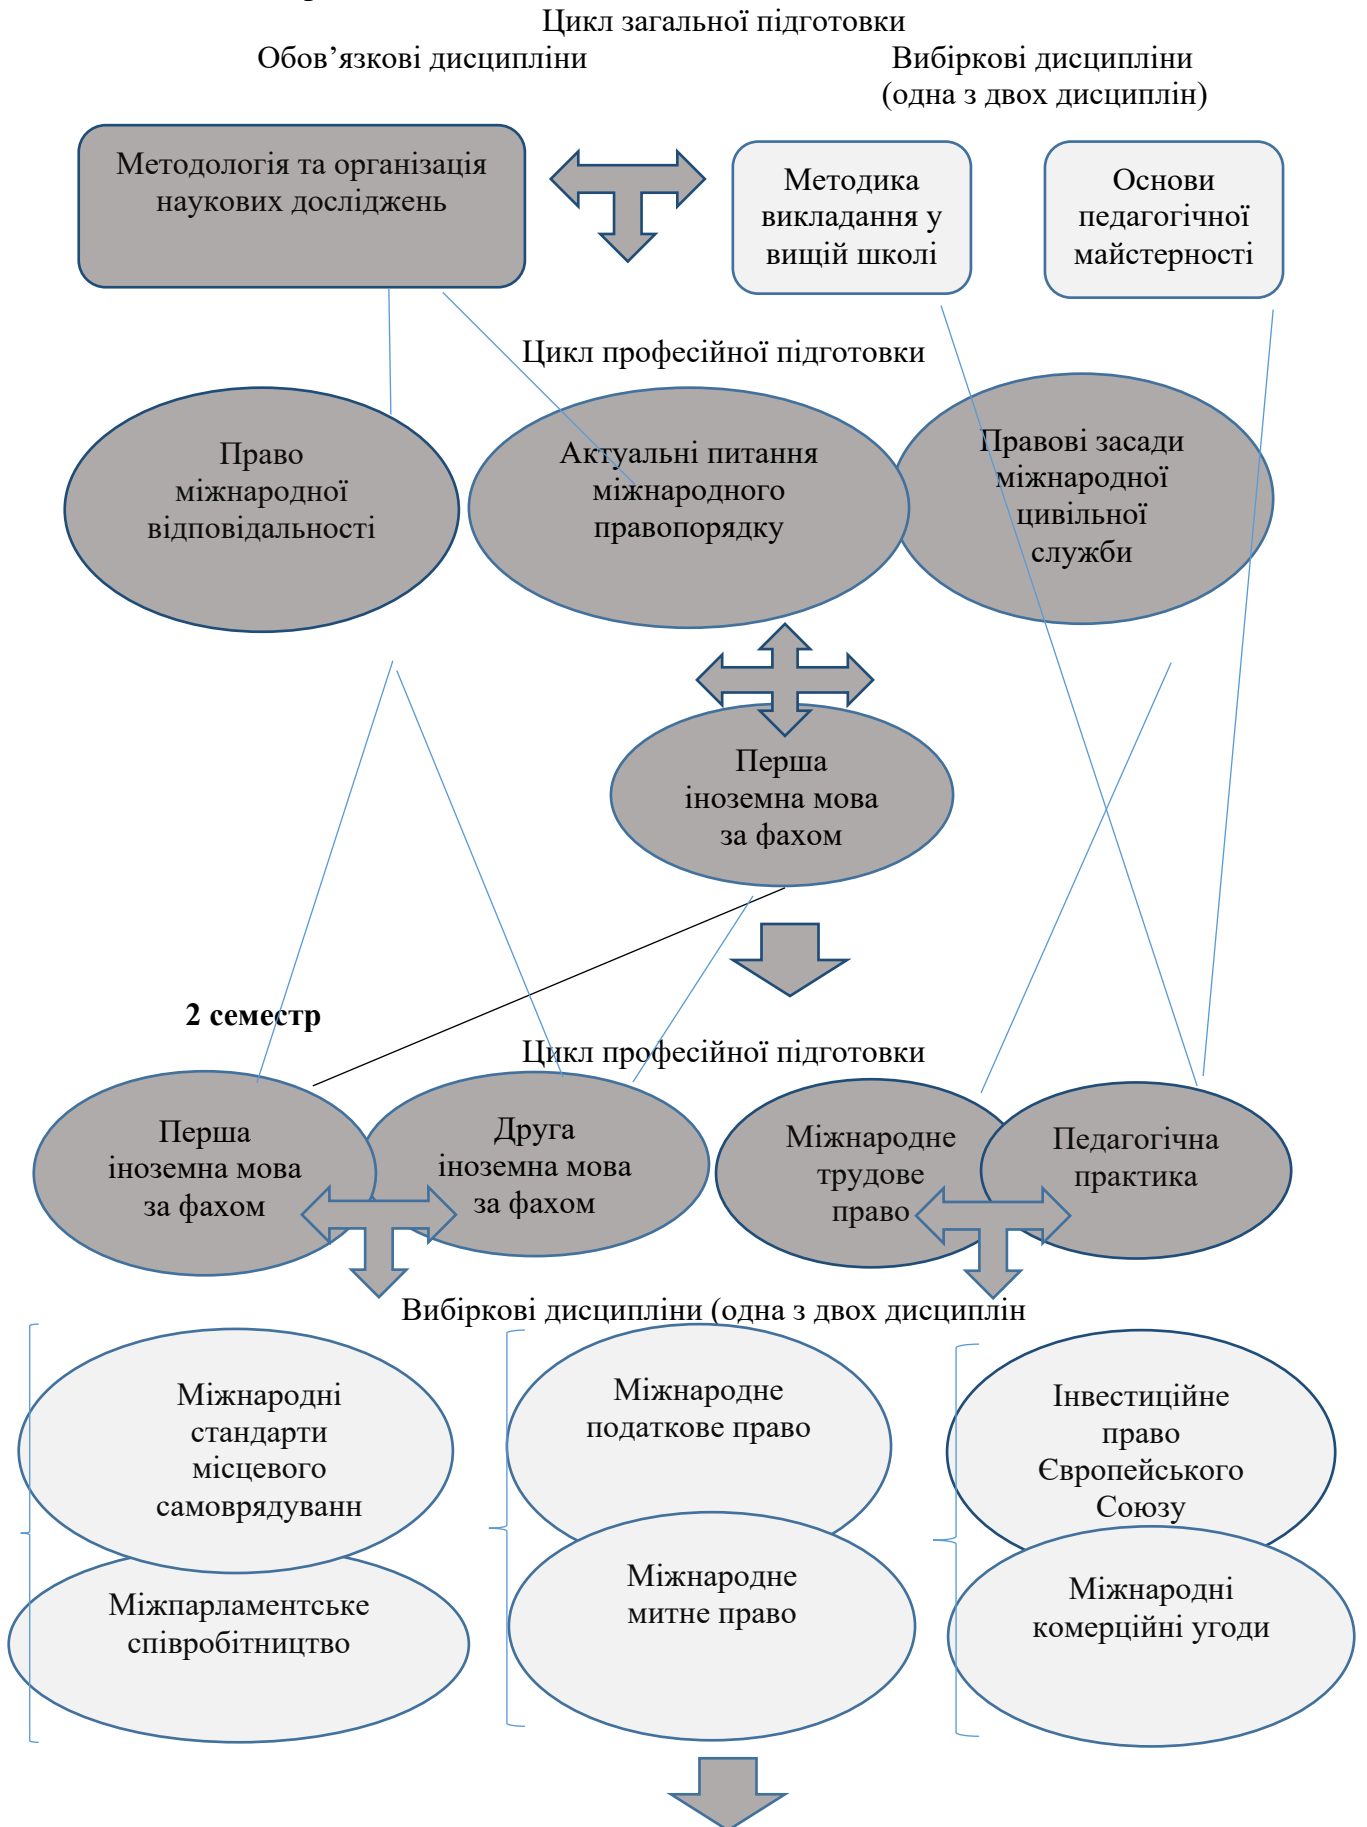 Цикл загальної підготовки
Обов’язкові дисципліни
Вибіркові дисципліни
(одна з двох дисциплін)
Методологія та організація
наукових досліджень
Методика
викладання у
вищій школі
Основи
педагогічної
майстерності
Цикл професійної підготовки
Право
міжнародної
відповідальності
Актуальні питання
міжнародного
правопорядку
Правові засади
міжнародної
цивільної
служби
Перша
іноземна мова
за фахом
2 семестр
Цикл професійної підготовки
Перша
іноземна мова
за фахом
Друга
іноземна мова
за фахом
Міжнародне
трудове
право
Педагогічна
практика
Вибіркові дисципліни (одна з двох дисциплін
Міжнародні
стандарти
місцевого
самоврядуванн
Міжнародне
податкове право
Інвестиційне
право
Європейського
Союзу
Міжпарламентське
співробітництво
Міжнародне
митне право
Міжнародні
комерційні угоди